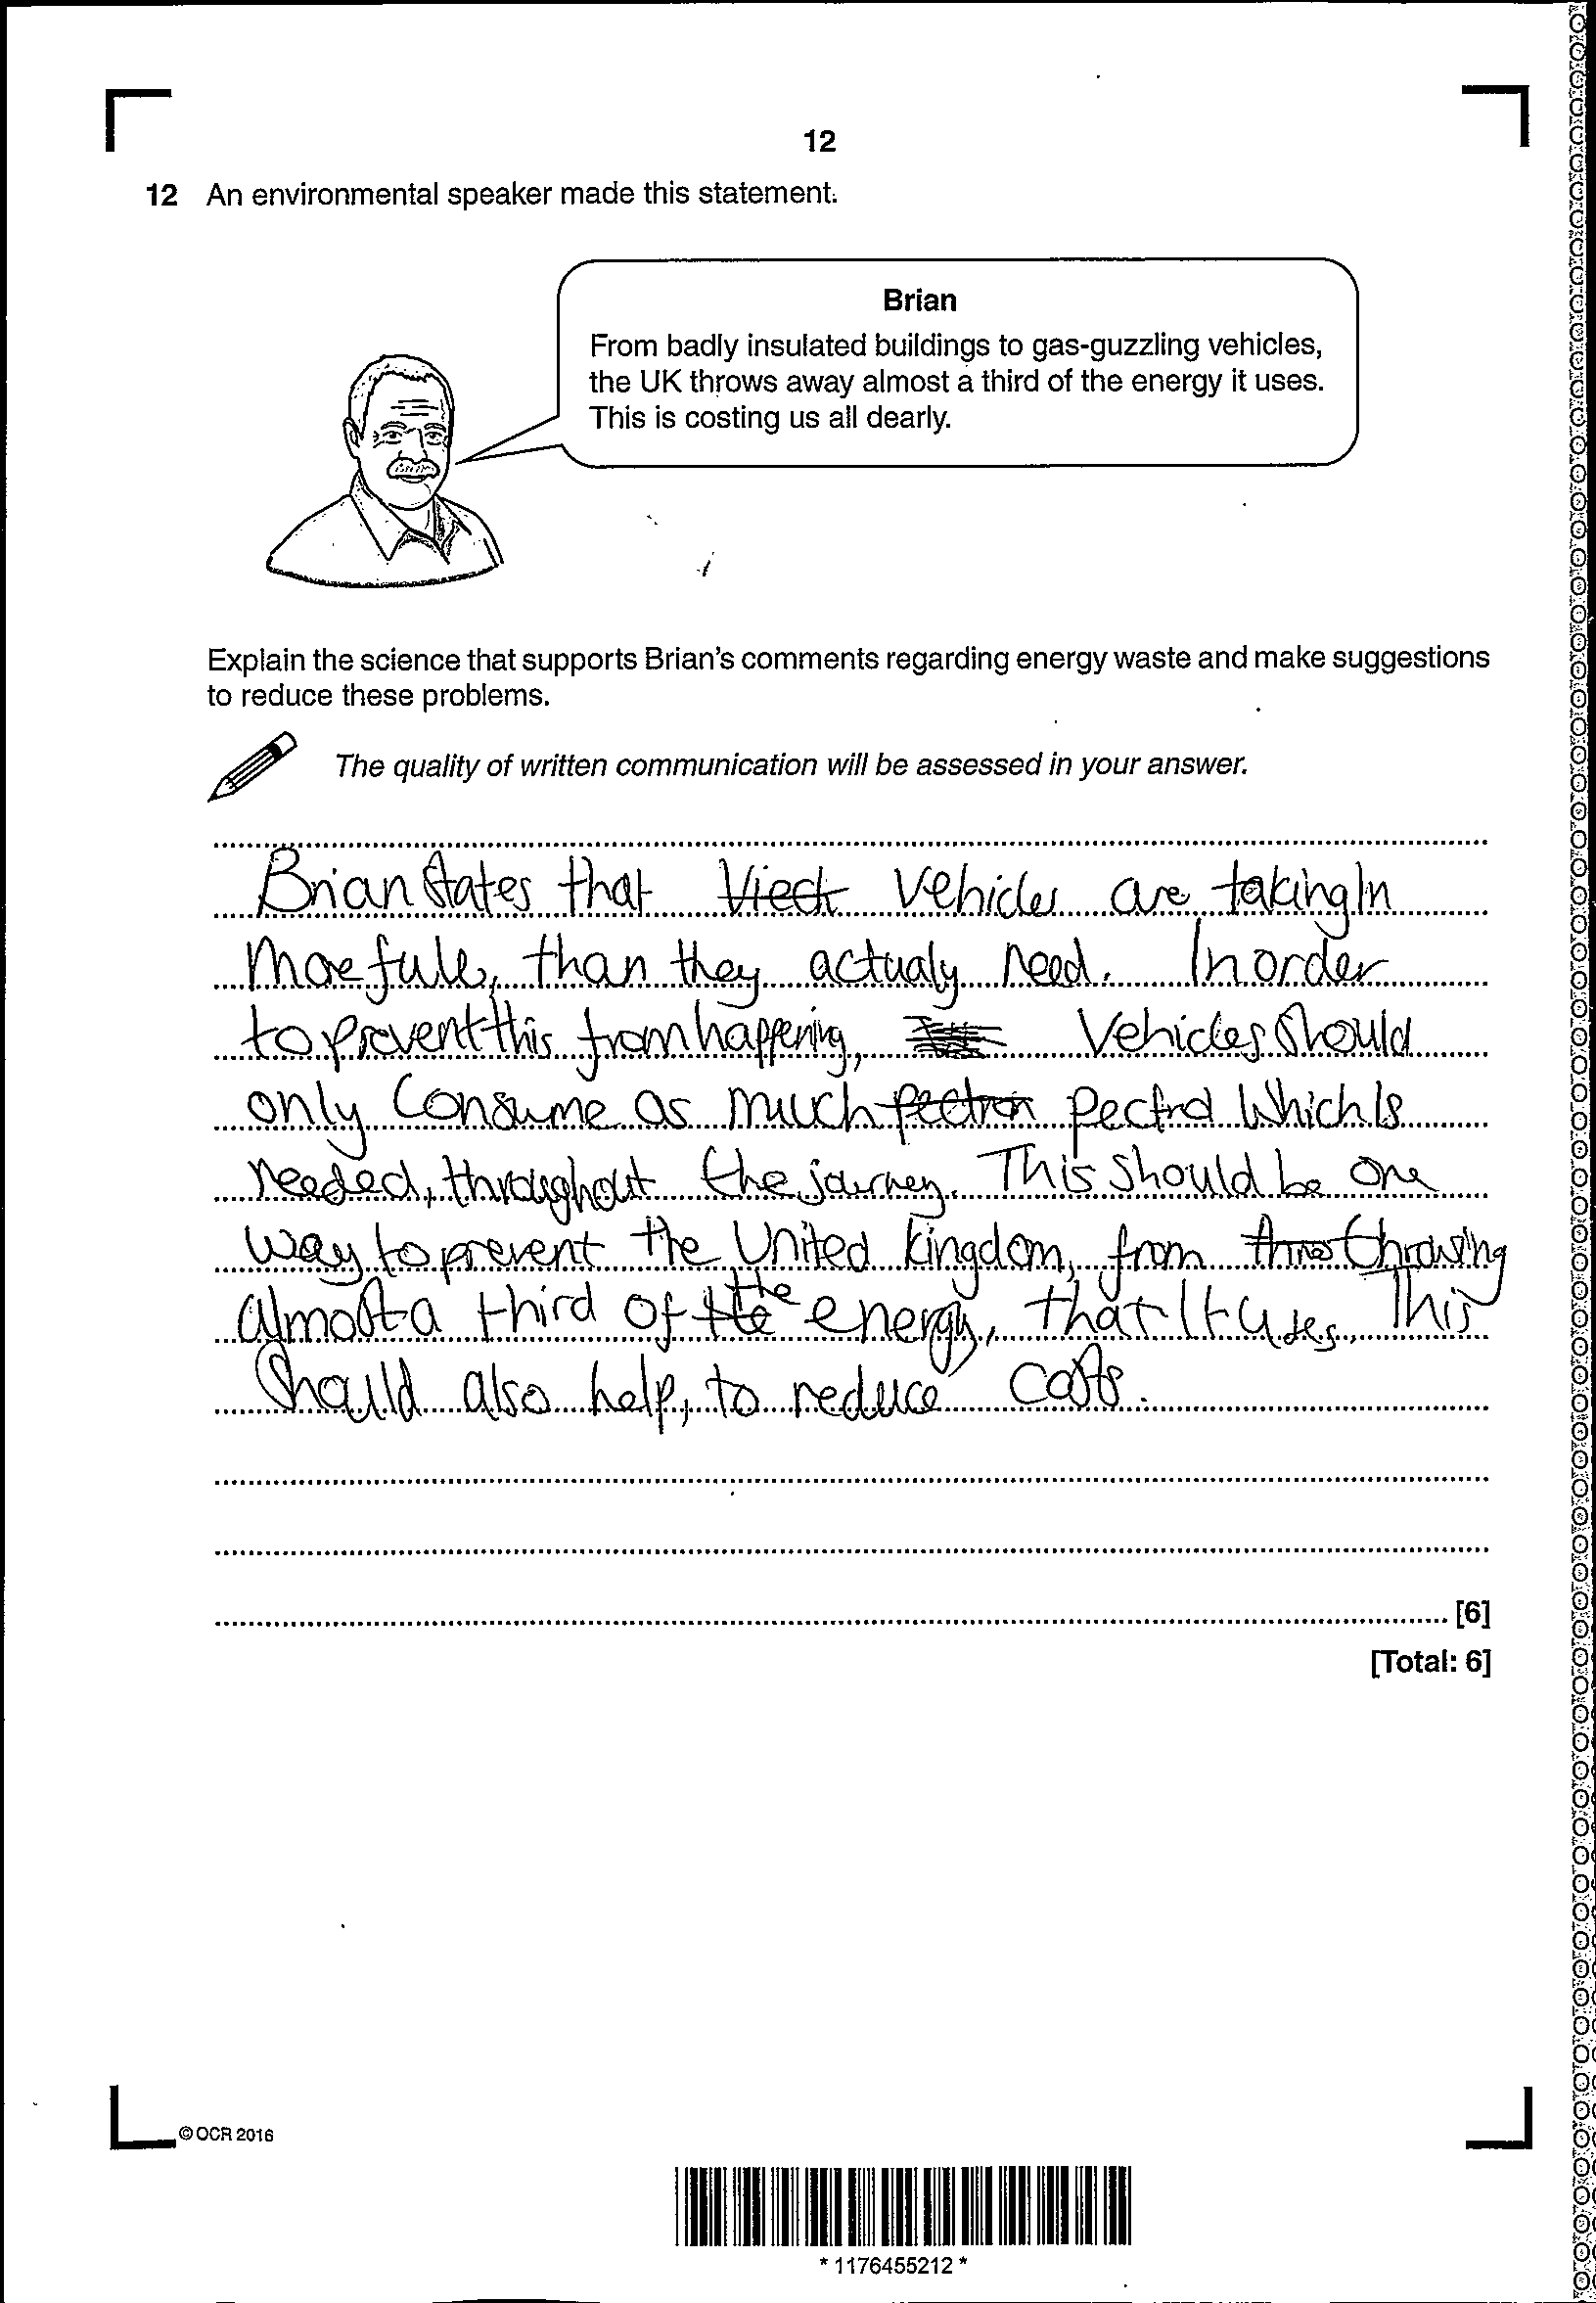 12
12 An environmental speaker made this statement.
Brian
From badly insulated buildings to gas-guzzling vehicles,
the UK throws away almost a third of the energy it uses.
This is costing us all dearly.
Explain the science that supports Brian's comments regarding energy waste and make suggestions
to reduce these problems.
The quality of written communication will be assessed in your answer.
Brian states that Vieck vehicles are taking In
more fule, than they actualy need. In order
to prevent this from happening, Vehicles Should
only Consume as much pectron pectrol Which Is
needed, throughout the journey. This should be one
way to prevent the United kingdom, from thro throwing
almost a third of the the energy, that It uses. This
Should also help, to reduce costs.
[6]
[Total: 6]
© OCR 2016
* 1176455212 *